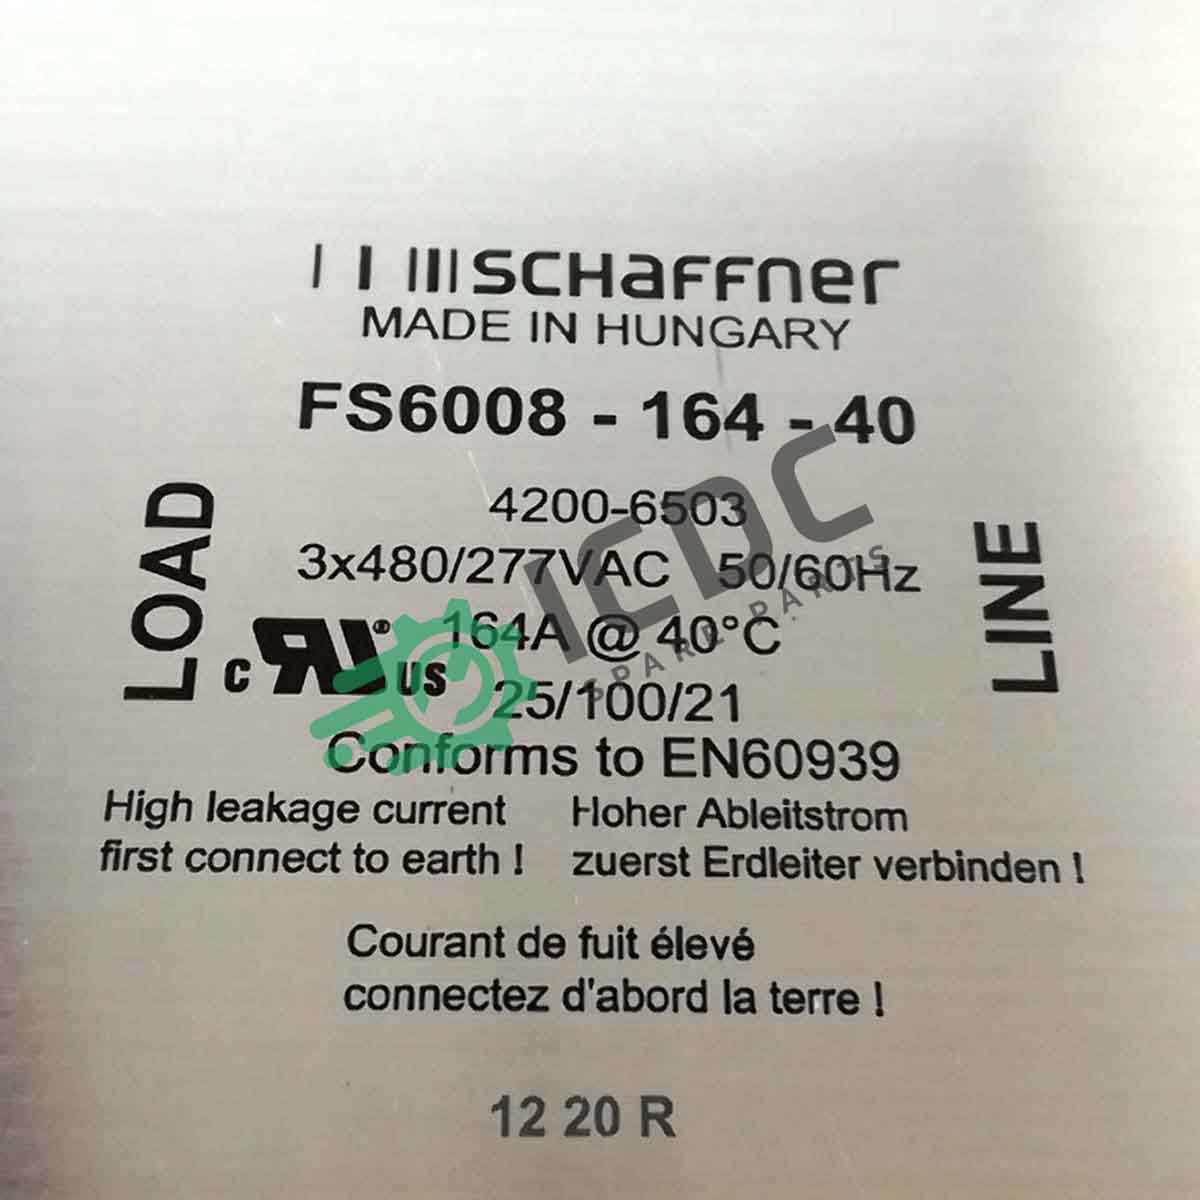 SCHaFFner
MADE IN HUNGARY
FS6008 - 164 - 40
LOAD
4200-6503
3x480/277VAC 50/60Hz
164A @ 40°C
c RU ® US
25/100/21
LINE
Conforms to EN60939
High leakage current
first connect to earth !
Hoher Ableitstrom
zuerst Erdleiter verbinden !
Courant de fuit élevé
connectez d'abord la terre !
12 20 R
ICDC
SPARE PARTS